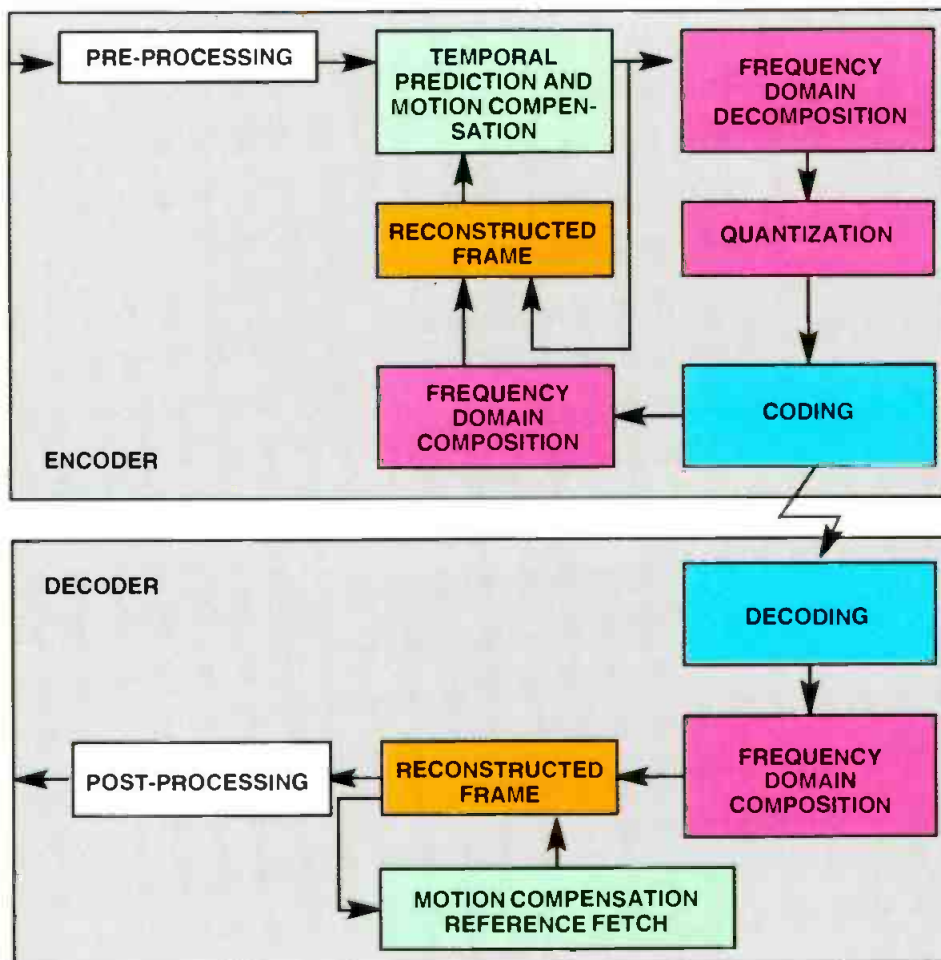 PRE-PROCESSING
TEMPORAL
PREDICTION AND
MOTION COMPEN-
SATION
FREQUENCY
DOMAIN
DECOMPOSITION
RECONSTRUCTED
FRAME
QUANTIZATION
FREQUENCY
DOMAIN
COMPOSITION
CODING
ENCODER
DECODER
DECODING
POST-PROCESSING
RECONSTRUCTED
FRAME
FREQUENCY
DOMAIN
COMPOSITION
MOTION COMPENSATION
REFERENCE FETCH